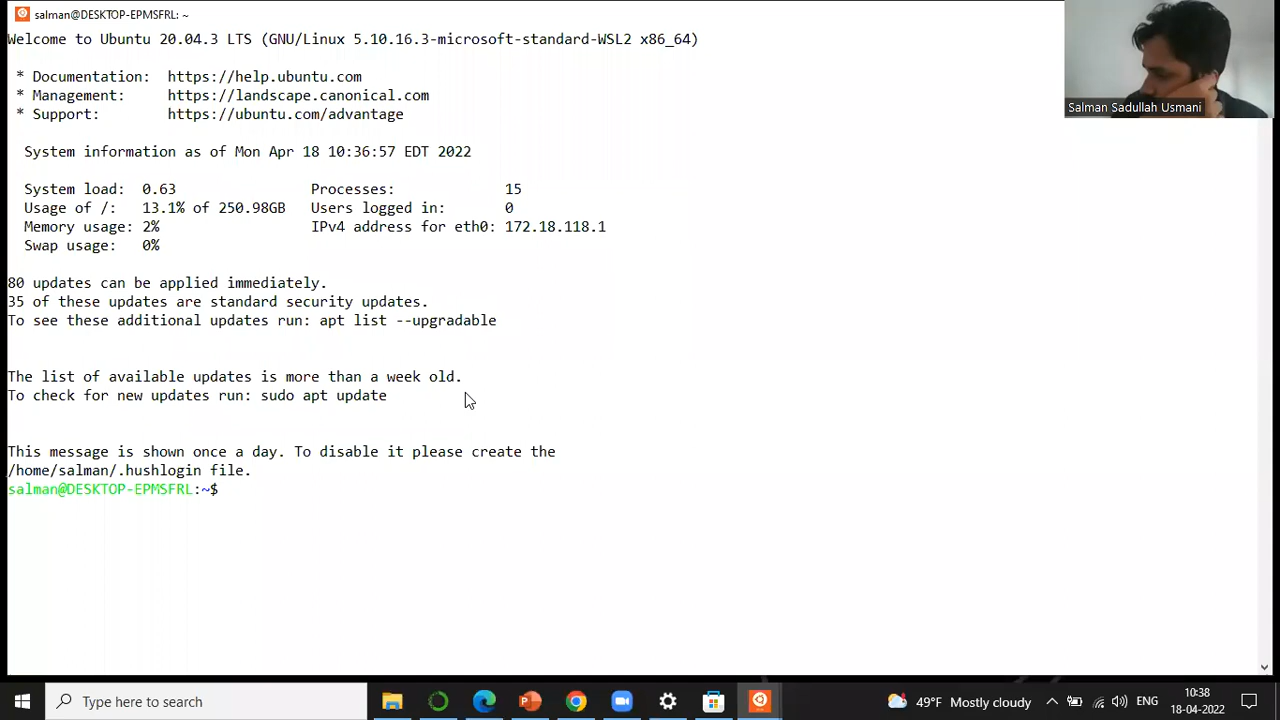 salman@DESKTOP-EPMSFRL: ~
Welcome to Ubuntu 20.04.3 LTS (GNU/Linux 5.10.16.3-microsoft-standard-WSL2 x86_64)
Salman Sadullah Usmani
* Documentation: https://help.ubuntu.com
* Management: https://landscape.canonical.com
* Support: https://ubuntu.com/advantage
System information as of Mon Apr 18 10:36:57 EDT 2022
System load: 0.63 Processes: 15
Usage of /: 13.1% of 250.98GB Users logged in: 0
Memory usage: 2% IPv4 address for eth0: 172.18.118.1
Swap usage: 0%
80 updates can be applied immediately.
35 of these updates are standard security updates.
To see these additional updates run: apt list --upgradable
The list of available updates is more than a week old.
To check for new updates run: sudo apt update
This message is shown once a day. To disable it please create the
/home/salman/.hushlogin file.
salman@DESKTOP-EPMSFRL:~$
Type here to search
49°F Mostly cloudy
ENG
10:38
18-04-2022